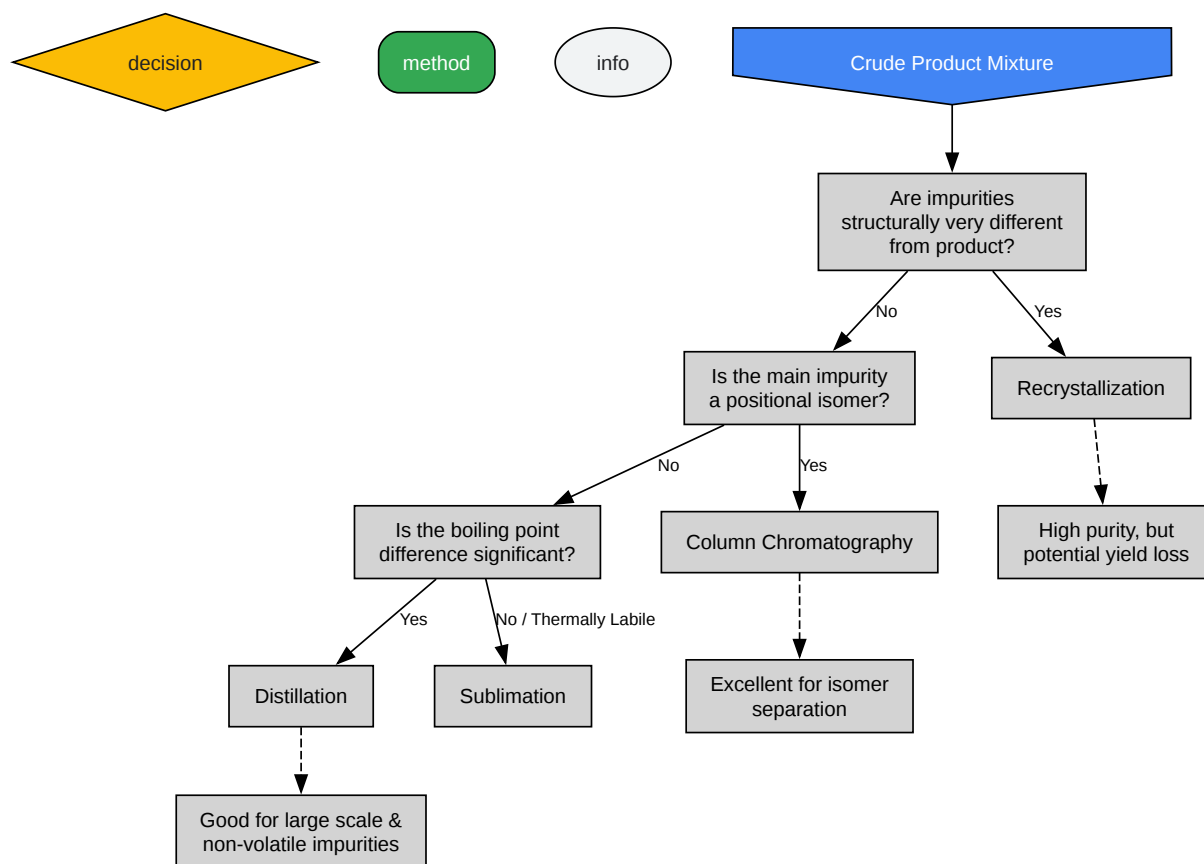 decision
method
info
Crude Product Mixture
Are impurities
structurally very different
from product?
No
Yes
Is the main impurity
a positional isomer?
Recrystallization
No
Yes
Is the boiling point
difference significant?
Column Chromatography
High purity, but
potential yield loss
Yes
No / Thermally Labile
Distillation
Sublimation
Excellent for isomer
separation
Good for large scale &
non-volatile impurities